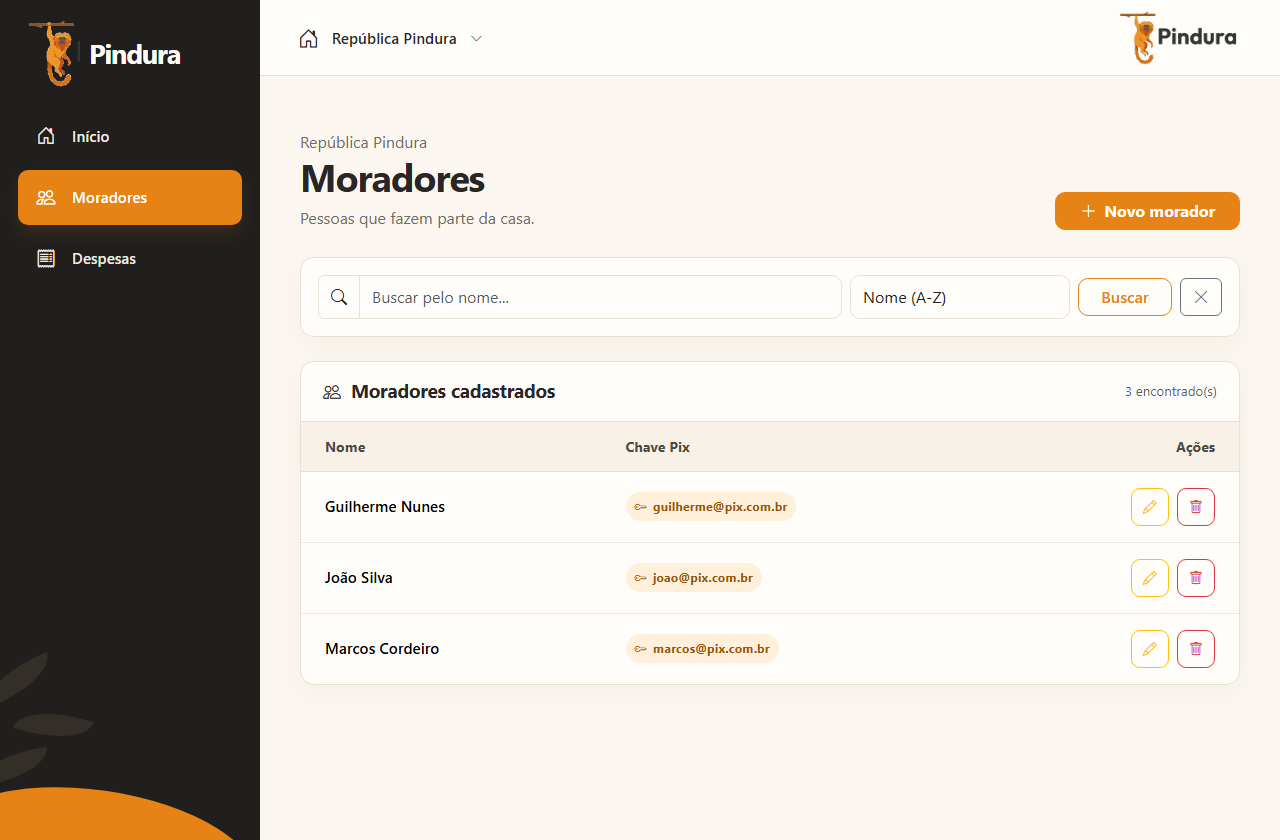 Pindura
República Pindura
Pindura
Início
Moradores
Despesas
República Pindura
Moradores
Pessoas que fazem parte da casa.
Novo morador
Buscar pelo nome...
Nome (A-Z)
Buscar
Moradores cadastrados
3 encontrado(s)
Nome
Chave Pix
Ações
Guilherme Nunes
guilherme@pix.com.br
João Silva
joao@pix.com.br
Marcos Cordeiro
marcos@pix.com.br